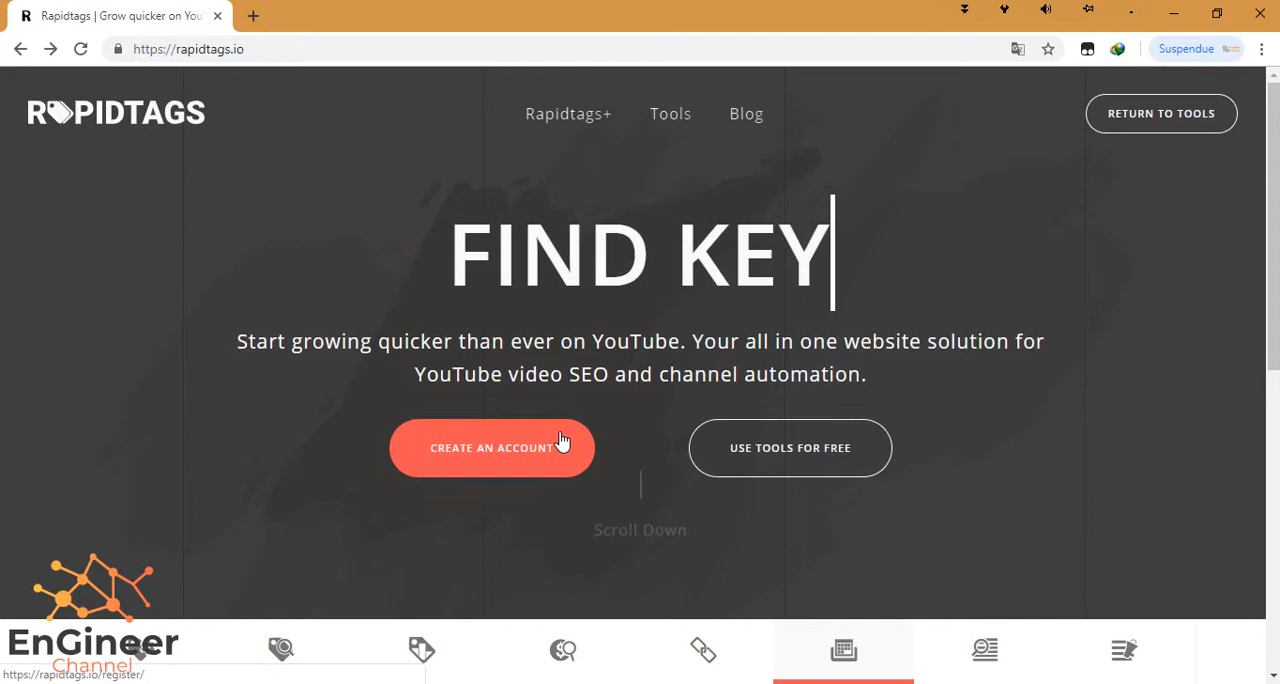 Rapidtags | Grow quicker on You
https://rapidtags.io
Suspendue
RAPIDTAGS
Rapidtags+
Tools
Blog
RETURN TO TOOLS
FIND KEY
Start growing quicker than ever on YouTube. Your all in one website solution for
YouTube video SEO and channel automation.
CREATE AN ACCOUNT
USE TOOLS FOR FREE
Scroll Down
EnGineer
Channel
https://rapidtags.io/register/